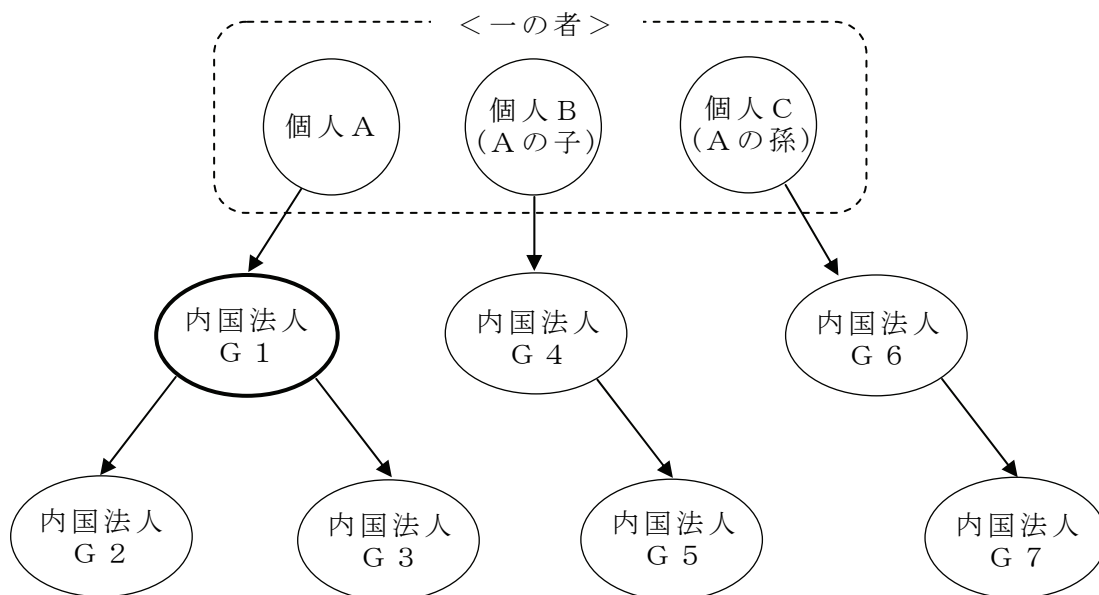 ＜一の者＞
個人Ａ
個人Ｂ
（Ａの子）
個人Ｃ
（Ａの孫）
内国法人
Ｇ１
内国法人
Ｇ４
内国法人
Ｇ６
内国法人
Ｇ２
内国法人
Ｇ３
内国法人
Ｇ５
内国法人
Ｇ７